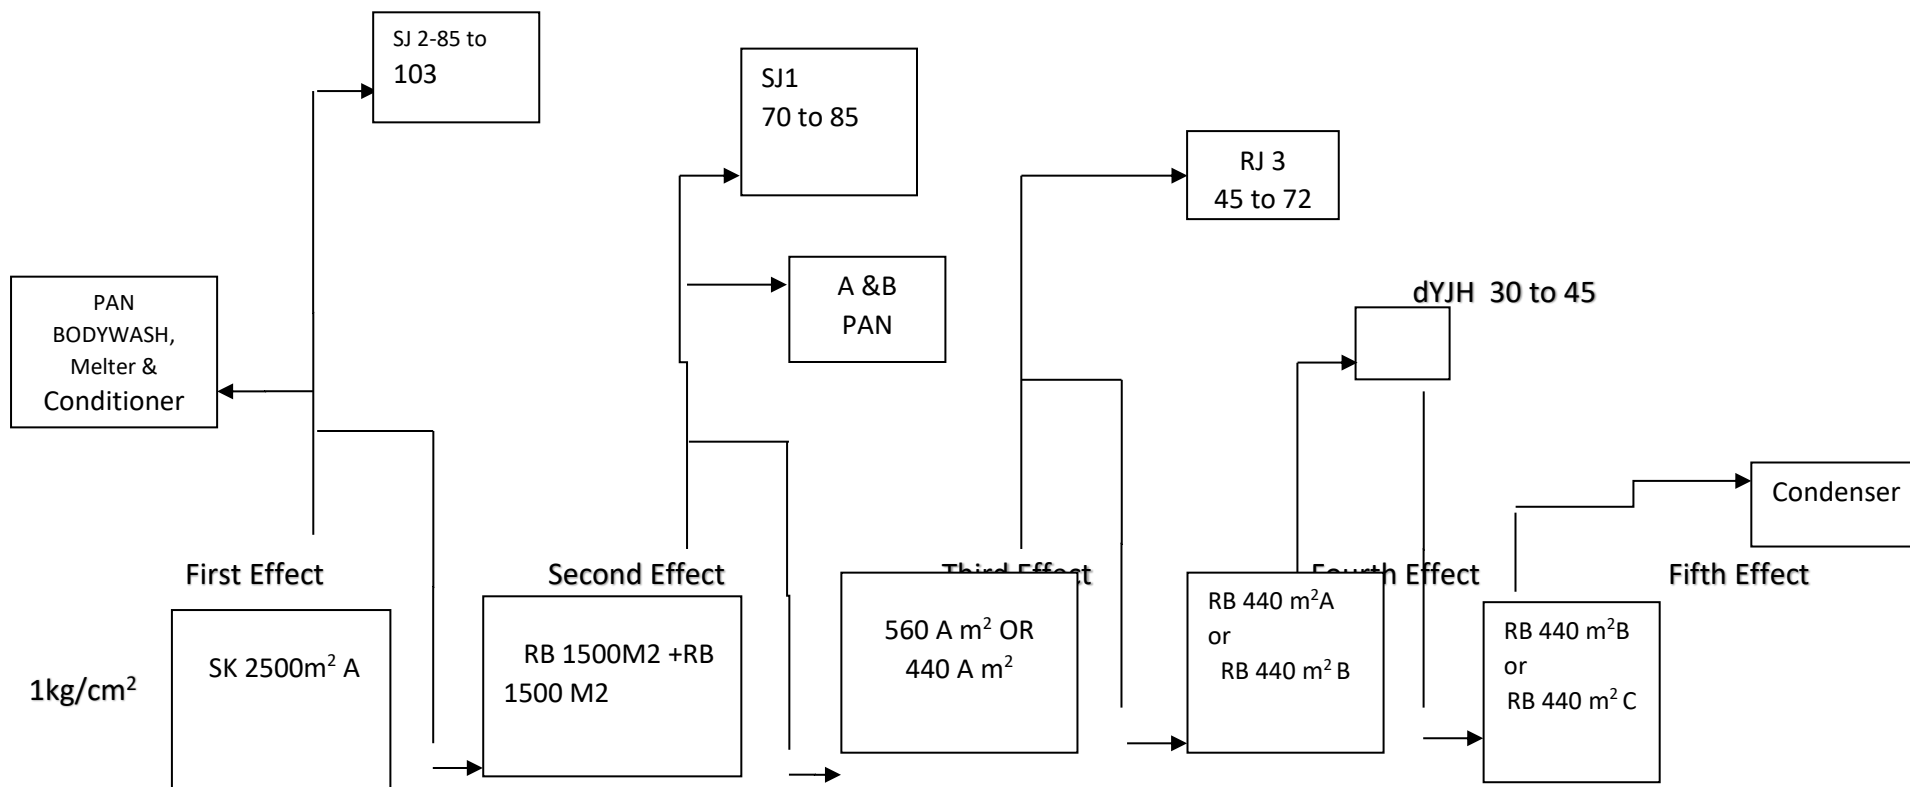 SJ 2-85 to
103
SJ1
70 to 85
RJ 3
45 to 72
A &B
PAN
dYJH 30 to 45
PAN
BODYWASH,
Melter &
Conditioner
Condenser
First Effect
Second Effect
Third Effect
Fourth Effect
Fifth Effect
1kg/cm²
SK 2500m² A
RB 1500M2 +RB
1500 M2
560 A m² OR
440 A m²
RB 440 m²A
or
RB 440 m² B
RB 440 m²B
or
RB 440 m² C